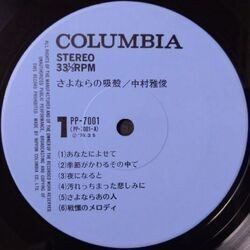 COLUMBIA
STEREO
33⅓RPM
さよならの吸殻/中村雅俊
1
PP-7001
(PP-7001-A)
(1)あなたによせて
(2)季節がかわるその中で
(3)夜になると
(4)汚れっちまった悲しみに
(5)さよならあの人
(6)戦慄のメロディ